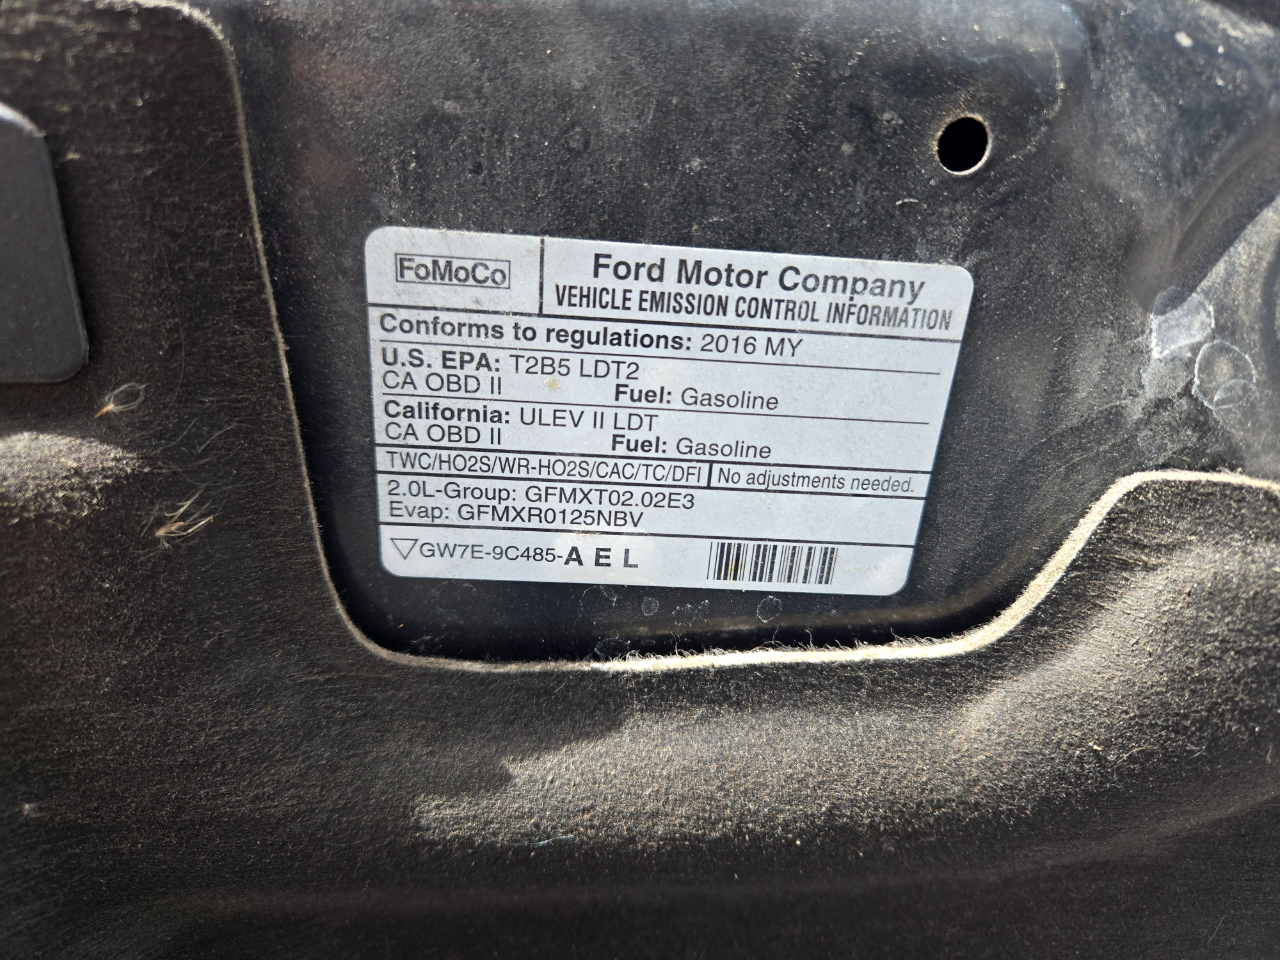 FoMoCo
Ford Motor Company
VEHICLE EMISSION CONTROL INFORMATION
Conforms to regulations: 2016 MY
U.S. EPA: T2B5 LDT2
CA OBD II Fuel: Gasoline
California: ULEV II LDT
CA OBD II Fuel: Gasoline
TWC/HO2S/WR-HO2S/CAC/TC/DFI No adjustments needed.
2.0L-Group: GFMXT02.02E3
Evap: GFMXR0125NBV
▽GW7E-9C485-A E L